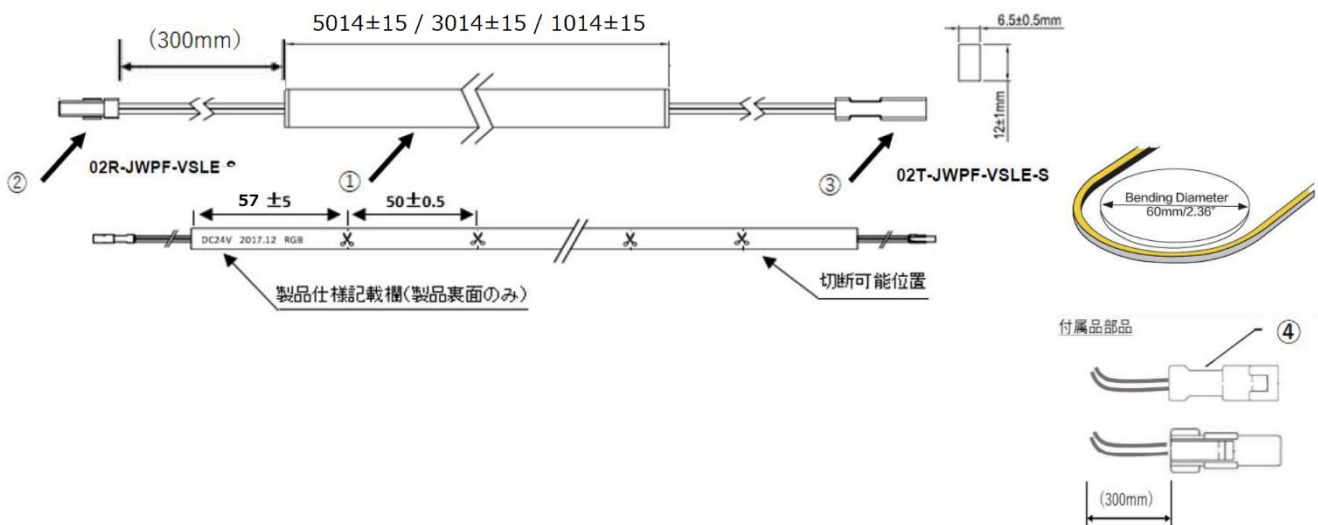 5014±15 / 3014±15 / 1014±15
(300mm)
6.5±0.5mm
12±1mm
②
02R-JWPF-VSLE-S
①
③
02T-JWPF-VSLE-S
57 ±5
50±0.5
DC24V 2017.12 RGB
製品仕様記載欄(製品裏面のみ)
切断可能位置
Bending Diameter
60mm/2.36"
付属品部品
④
(300mm)